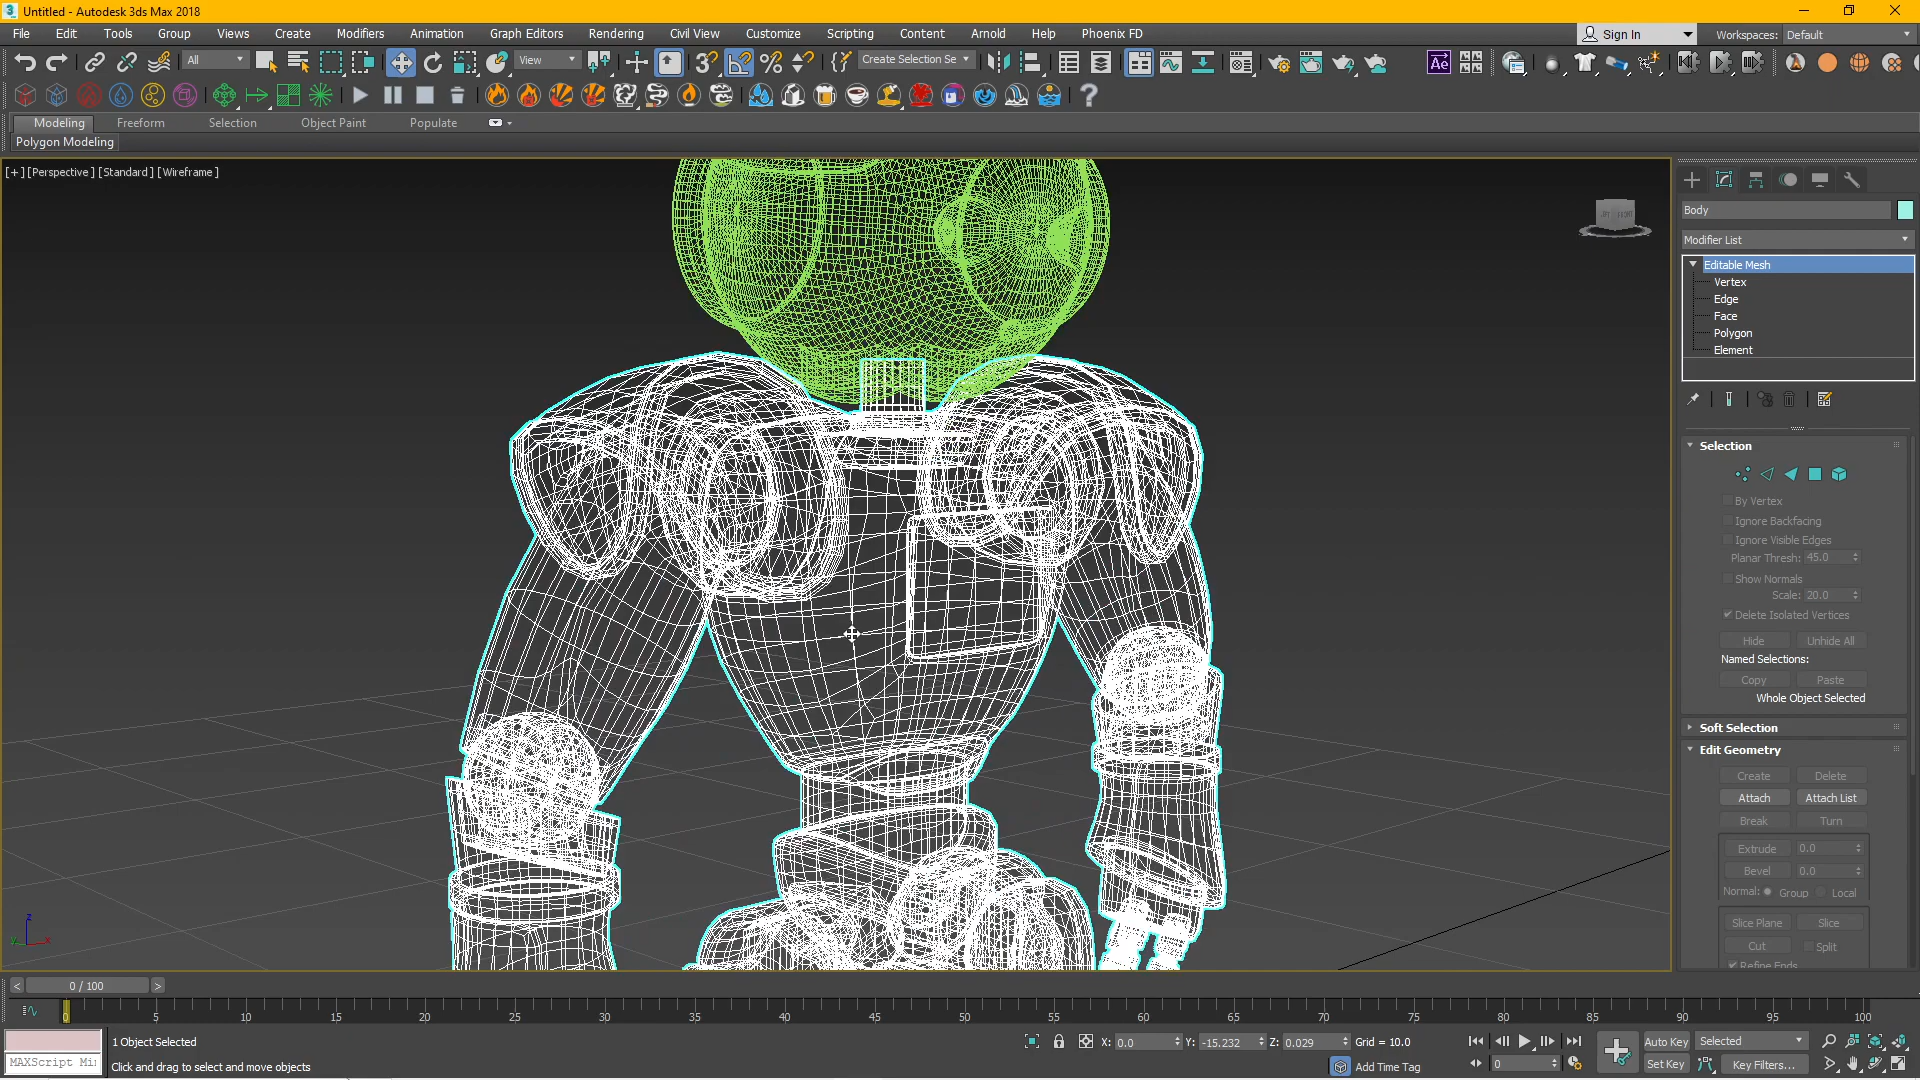 Untitled - Autodesk 3ds Max 2018
File Edit Tools Group Views Create Modifiers Animation Graph Editors Rendering Civil View Customize Scripting Content Arnold Help Phoenix FD
Sign In
Workspaces: Default
All
View
Create Selection Se
Ae
Modeling Freeform Selection Object Paint Populate
Polygon Modeling
[+] [Perspective] [Standard] [Wireframe]
Body
Modifier List
Editable Mesh
Vertex
Edge
Face
Polygon
Element
Selection
By Vertex
Ignore Backfacing
Ignore Visible Edges
Planar Thresh: 45.0
Show Normals
Scale: 20.0
Delete Isolated Vertices
Hide Unhide All
Named Selections:
Copy Paste
Whole Object Selected
Soft Selection
Edit Geometry
Create Delete
Attach Attach List
Break Turn
Extrude 0.0
Bevel 0.0
Normal: Group Local
Slice Plane Slice
Cut Split
Refine Ends
z
y x
< 0 / 100 >
0 5 10 15 20 25 30 35 40 45 50 55 60 65 70 75 80 85 90 95 100
1 Object Selected
X: 0.0 Y: -15.232 Z: 0.029 Grid = 10.0
Auto Key Selected
MAXScript Mi
Click and drag to select and move objects
Add Time Tag
0
Set Key Key Filters...